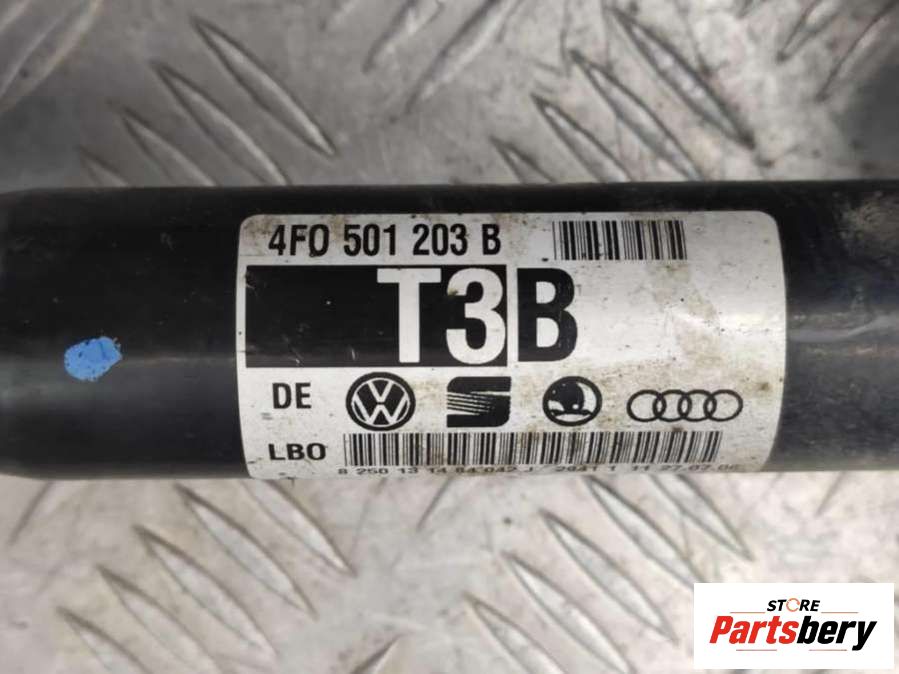 4F0 501 203 B
T3B
DE
LBO
STORE
Partsbery